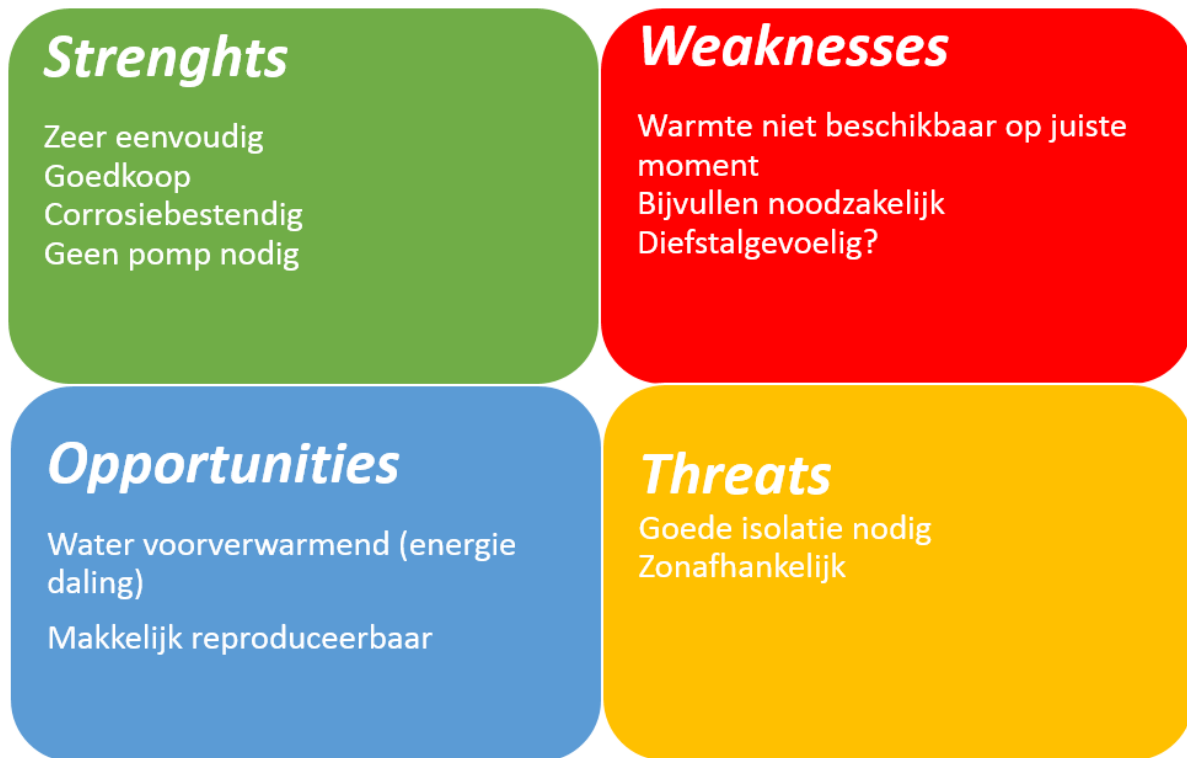 Strenghts
Zeer eenvoudig
Goedkoop
Corrosiebestendig
Geen pomp nodig
Weaknesses
Warmte niet beschikbaar op juiste
moment
Bijvullen noodzakelijk
Diefstalgevoelig?
Opportunities
Water voorverwarmend (energie
daling)
Makkelijk reproduceerbaar
Threats
Goede isolatie nodig
Zonafhankelijk